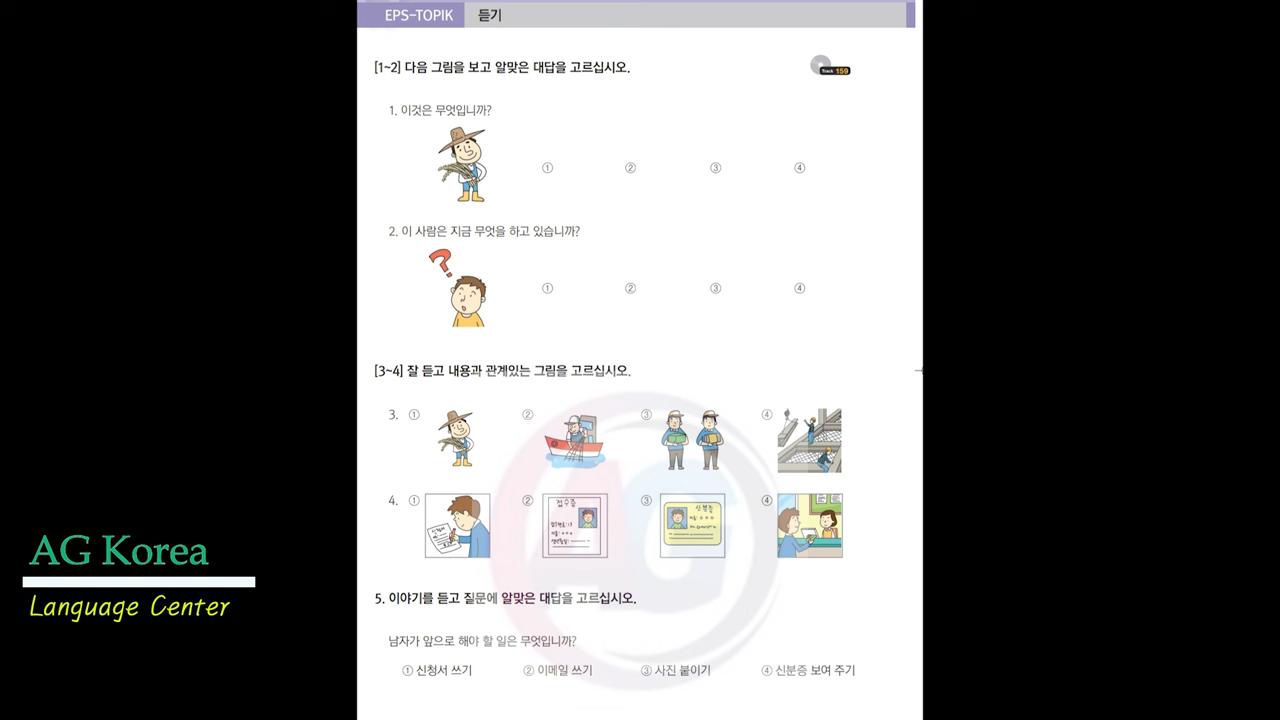 EPS-TOPIK 듣기
[1~2] 다음 그림을 보고 알맞은 대답을 고르십시오.
Track 159
1. 이것은 무엇입니까?
① ② ③ ④
2. 이 사람은 지금 무엇을 하고 있습니까?
① ② ③ ④
[3~4] 잘 듣고 내용과 관계있는 그림을 고르십시오.
3. ① ② ③ ④
4. ① ② ③ ④
신청서
접수증
신분증
AG
AG Korea
Language Center
5. 이야기를 듣고 질문에 알맞은 대답을 고르십시오.
남자가 앞으로 해야 할 일은 무엇입니까?
① 신청서 쓰기 ② 이메일 쓰기 ③ 사진 붙이기 ④ 신분증 보여 주기